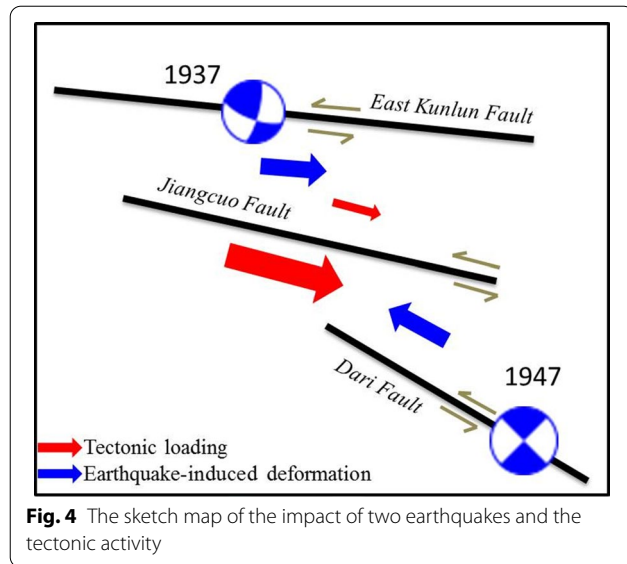 1937
East Kunlun Fault
Jiangcuo Fault
Dari Fault
1947
Tectonic loading
Earthquake-induced deformation
Fig. 4 The sketch map of the impact of two earthquakes and the
tectonic activity